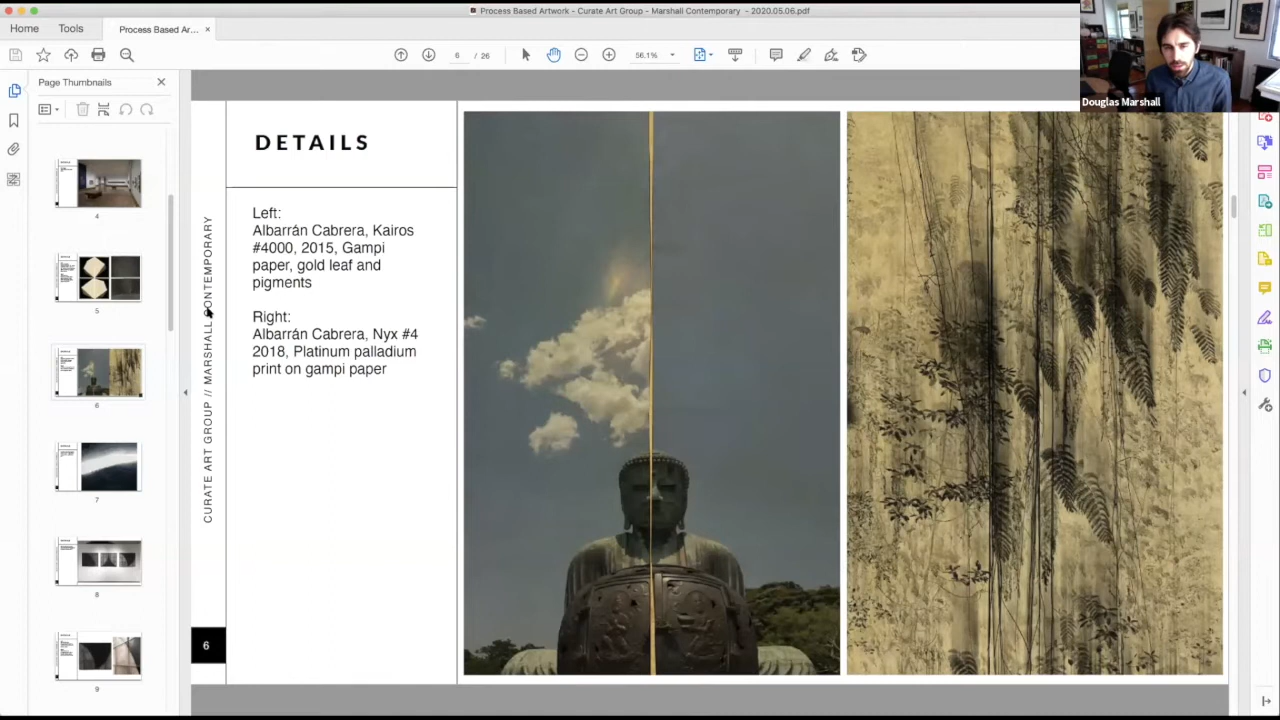 Process Based Artwork - Curate Art Group - Marshall Contemporary - 2020.05.06.pdf
Home
Tools
Process Based Ar...
6 / 26
56.1%
Page Thumbnails
Douglas Marshall
4
5
6
7
8
9
CURATE ART GROUP // MARSHALL CONTEMPORARY
6
DETAILS
Left:
Albarrán Cabrera, Kairos
#4000, 2015, Gampi
paper, gold leaf and
pigments
Right:
Albarrán Cabrera, Nyx #4
2018, Platinum palladium
print on gampi paper